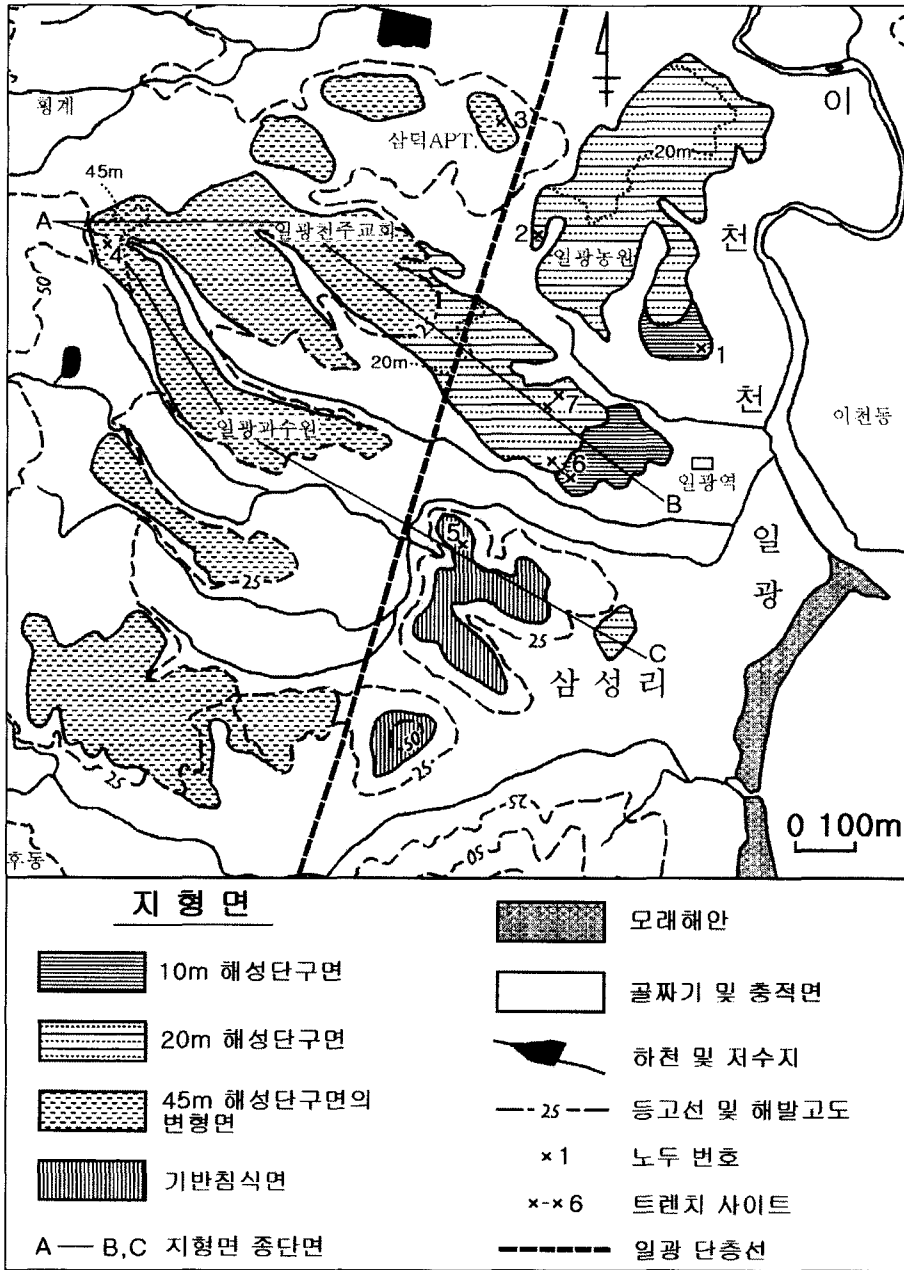 횡계
45m
삼덕APT.
3
이
20m
A
4
일광천주교회
2
일광농원
천
50
1
20m
7
천
이천동
일광과수원
6
일광역
B
5
일
25
25
광
C
삼성리
50
25
25
25
50
0 100m
후동
지형면
10m 해성단구면
20m 해성단구면
45m 해성단구면의
변형면
기반침식면
A — B,C 지형면 종단면
모래해안
골짜기 및 충적면
하천 및 저수지
25 등고선 및 해발고도
×1 노두 번호
×-×6 트렌치 사이트
일광 단층선